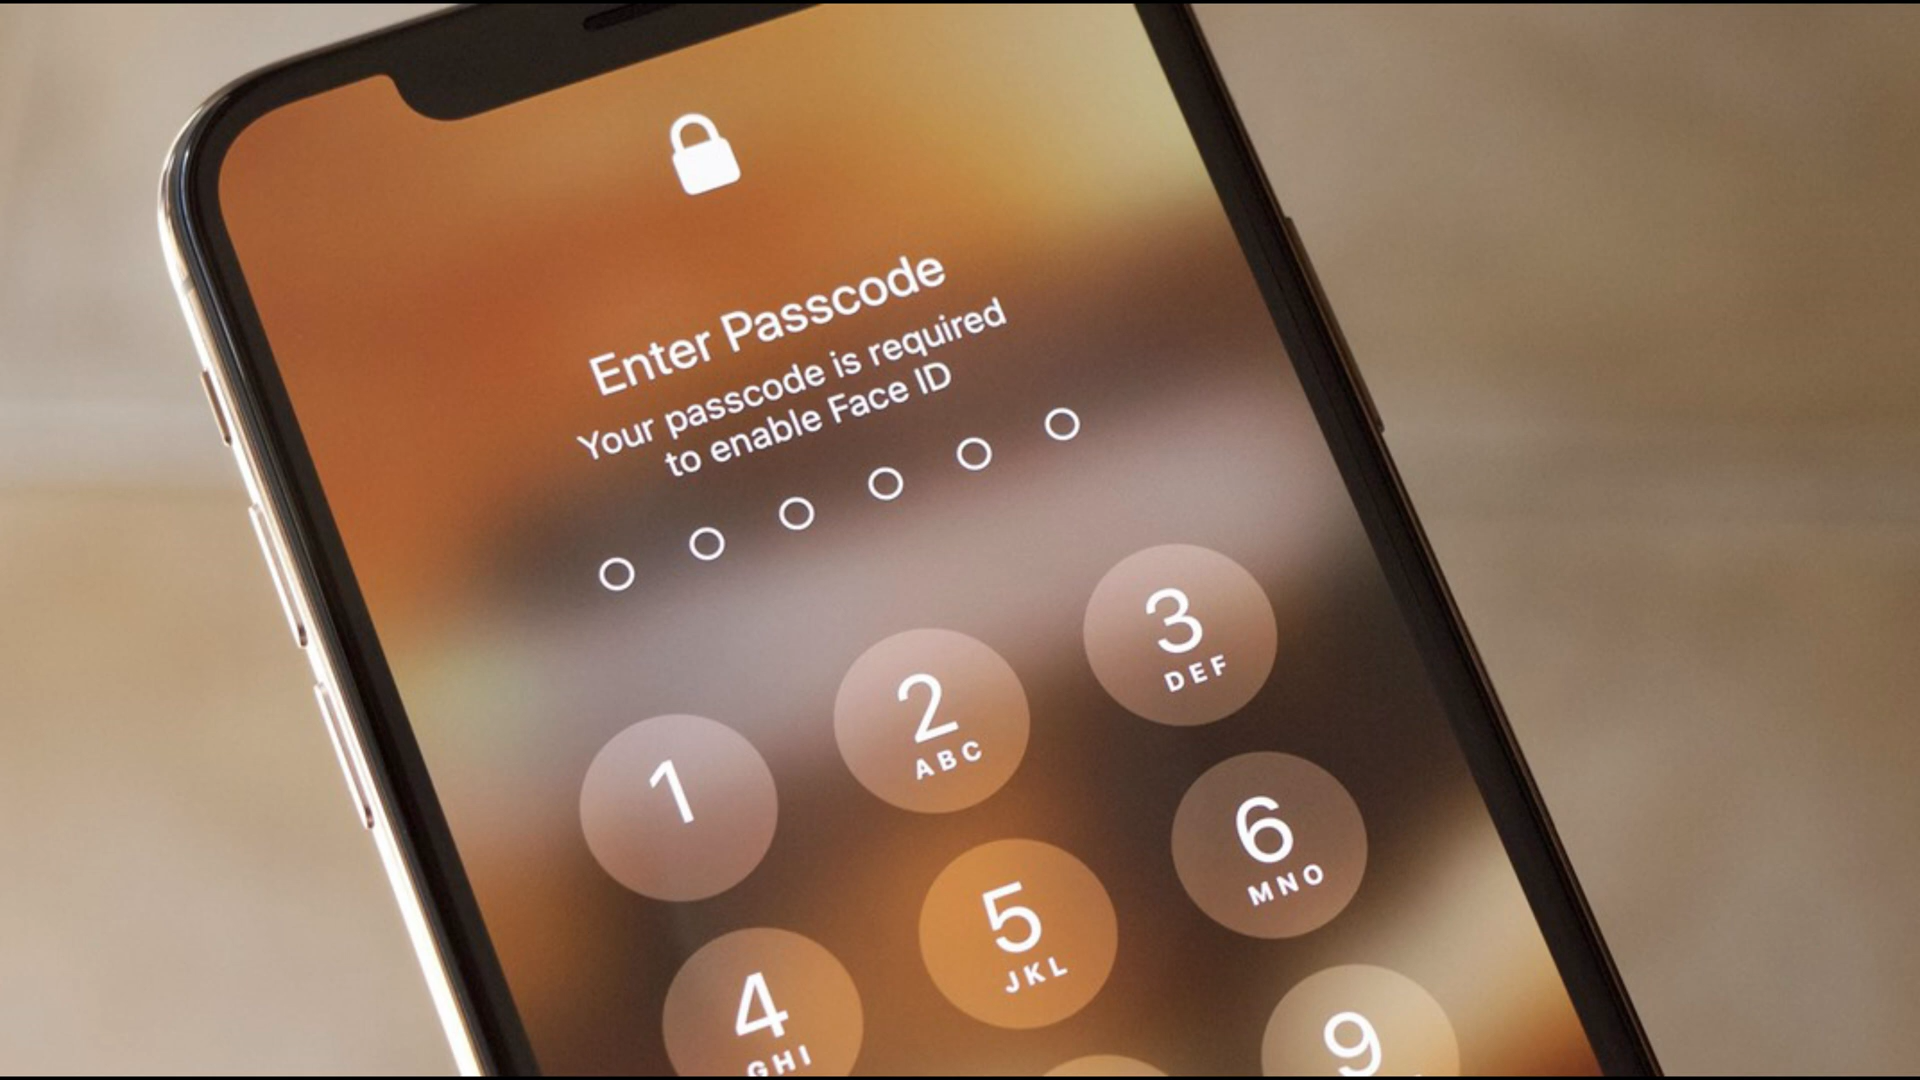 Enter Passcode
Your passcode is required
to enable Face ID
1
2
ABC
3
DEF
4
GHI
5
JKL
6
MNO
9